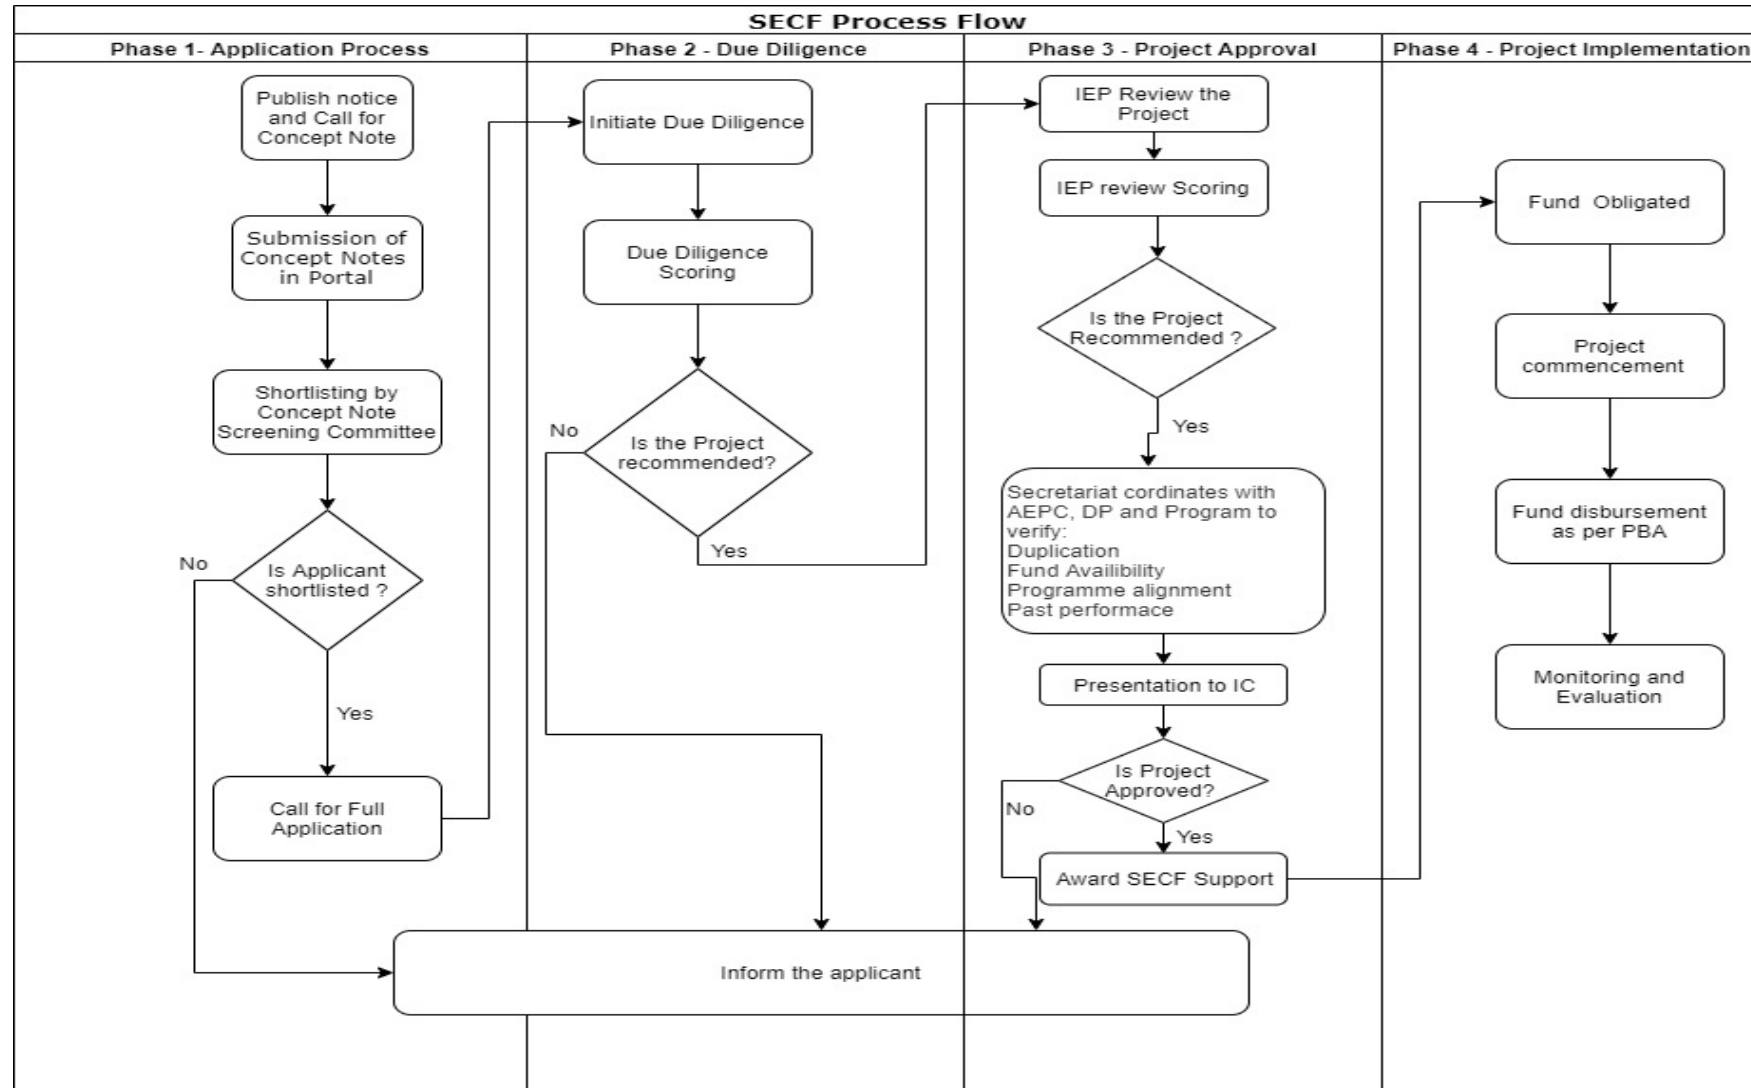 SECF Process Flow
Phase 1- Application Process
Phase 2 - Due Diligence
Phase 3 - Project Approval
Phase 4 - Project Implementation
Publish notice
and Call for
Concept Note
Submission of
Concept Notes
in Portal
Shortlisting by
Concept Note
Screening Committee
No
Is Applicant
shortlisted ?
Yes
Call for Full
Application
Initiate Due Diligence
Due Diligence
Scoring
No
Is the Project
recommended?
Yes
IEP Review the
Project
IEP review Scoring
Is the Project
Recommended ?
Yes
Secretariat cordinates with
AEPC, DP and Program to
verify:
Duplication
Fund Availibility
Programme alignment
Past performace
Presentation to IC
Is Project
Approved?
No
Yes
Award SECF Support
Inform the applicant
Fund Obligated
Project
commencement
Fund disbursement
as per PBA
Monitoring and
Evaluation